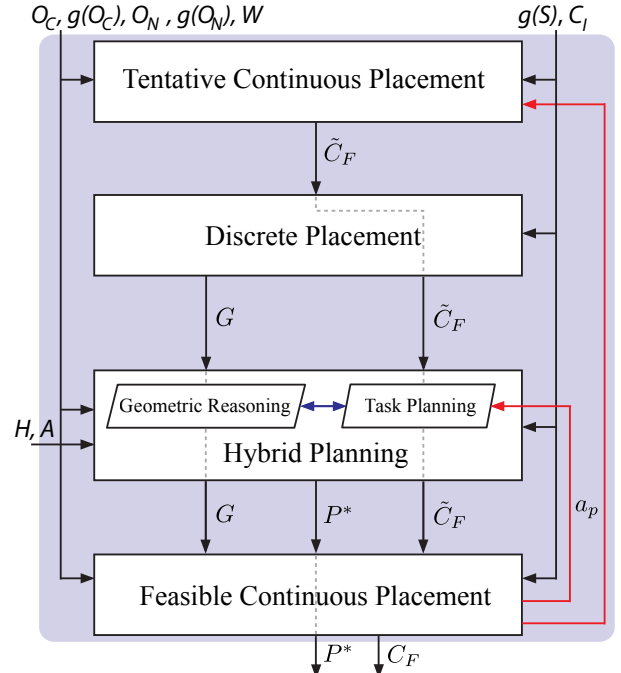 O_C, g(O_C), O_N , g(O_N), W
g(S), C_I
Tentative Continuous Placement
C̃_F
Discrete Placement
G
C̃_F
Geometric Reasoning
Task Planning
H, A
Hybrid Planning
G
P*
C̃_F
a_p
Feasible Continuous Placement
P*
C_F